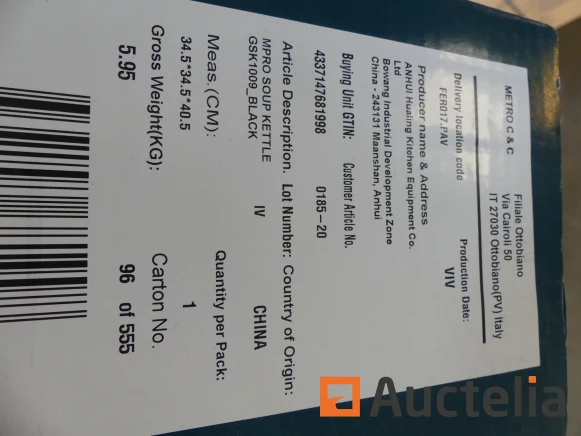 METRO C & C
Filiale Ottobiano
Via Cairoli 50
IT 27030 Ottobiano(PV) Italy
Delivery location code
FER017.PAV
Production Date:
VIV
Producer name & Address
ANHUI Hualing Kitchen Equipment Co.
Ltd
Bowang Industrial Development Zone
China - 243131 Maanshan, Anhui
Buying Unit GTIN: Customer Article No.
4337147681998 0185-20
Article Description. Lot Number: Country of Origin:
MPRO SOUP KETTLE IV CHINA
GSK1009_BLACK
Meas.(CM): Quantity per Pack:
34.5*34.5*40.5 1
Gross Weight(KG): Carton No.
5.95 96 of 555
Auctelia